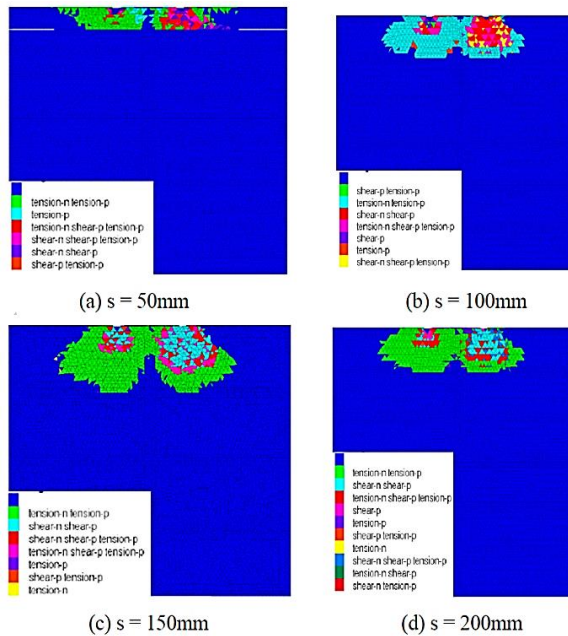 tension-n tension-p
tension-p
tension-n shear-p tension-p
shear-n shear-p tension-p
shear-n shear-p
shear-p tension-p
(a) s = 50mm
shear-p tension-p
tension-n tension-p
shear-n shear-p
tension-n shear-p tension-p
shear-p
tension-p
shear-n shear-p tension-p
(b) s = 100mm
tension-n tension-p
shear-n shear-p
shear-n shear-p tension-p
tension-n shear-p tension-p
tension-p
shear-p tension-p
tension-n
(c) s = 150mm
tension-n tension-p
shear-n shear-p
tension-n shear-p tension-p
shear-p
tension-p
shear-p tension-p
tension-n
shear-n shear-p tension-p
tension-n shear-p
shear-n tension-p
(d) s = 200mm